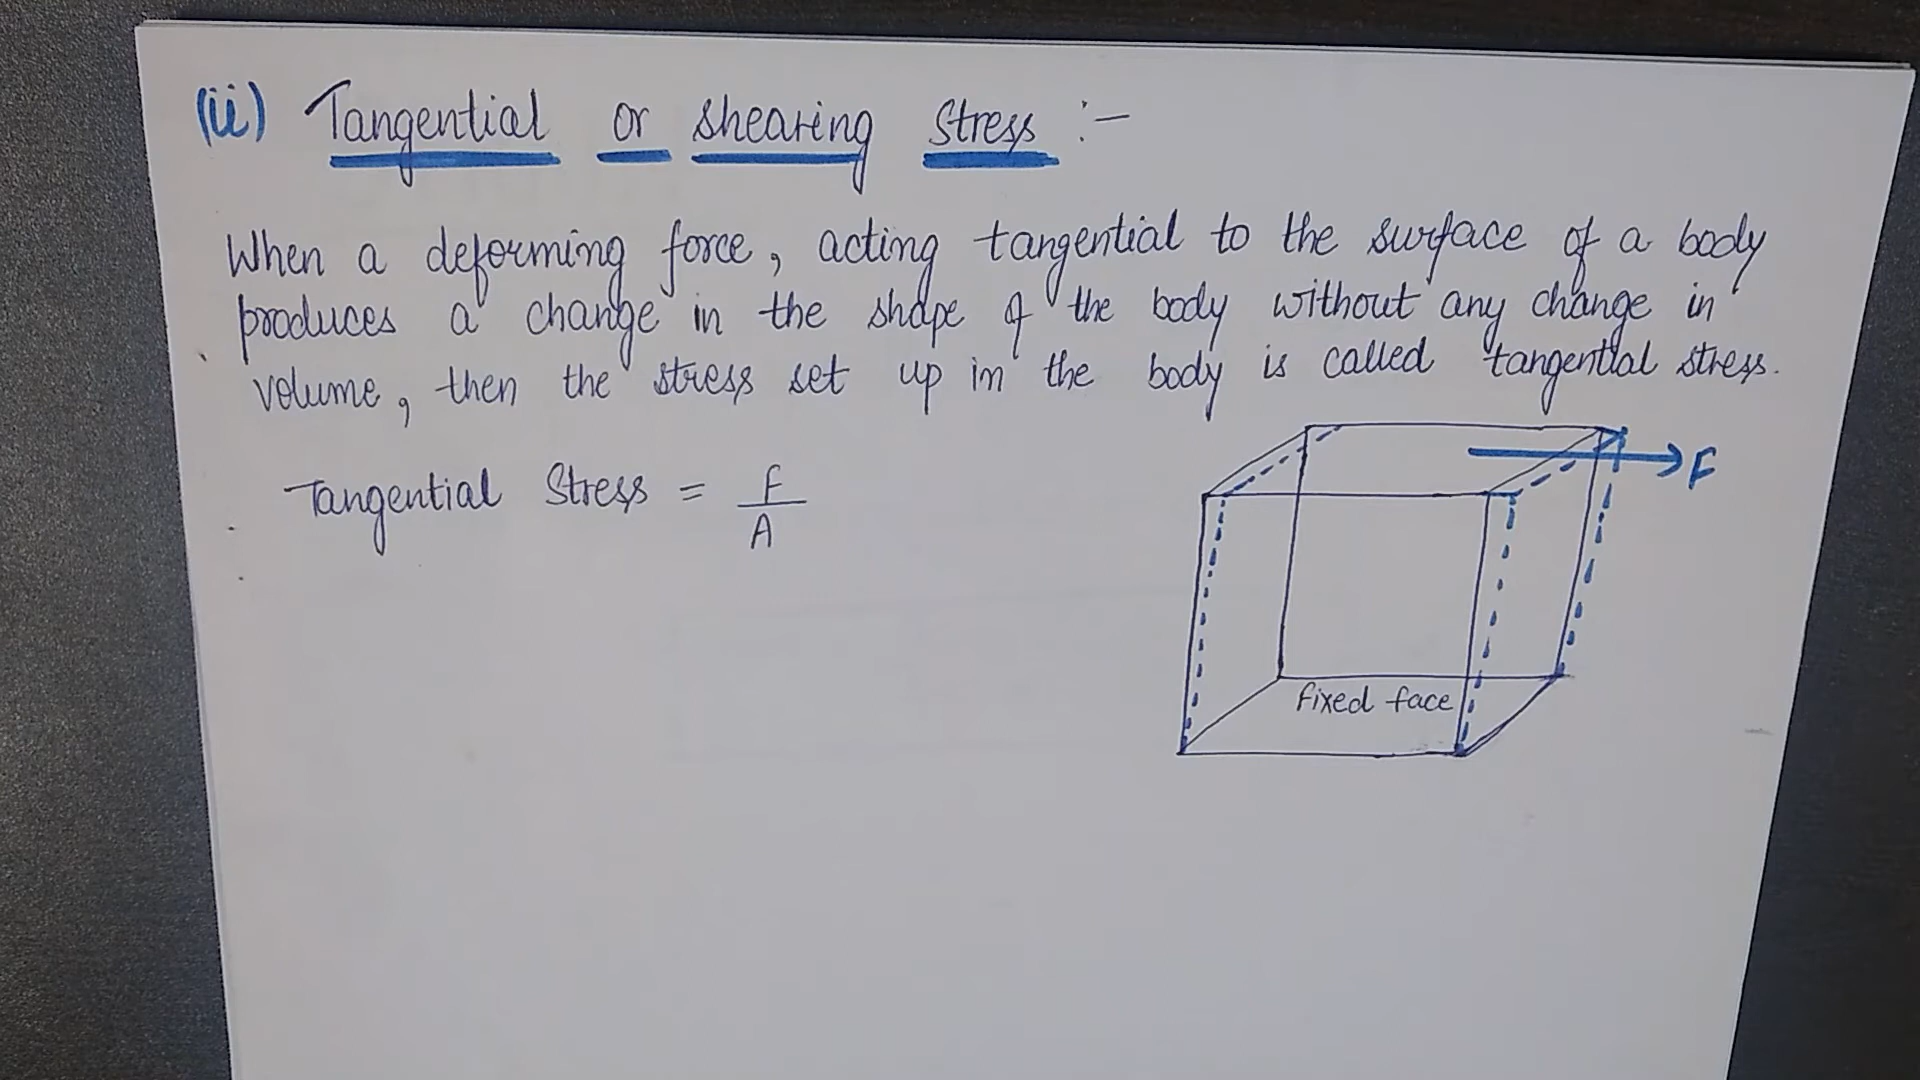 (ii) Tangential or shearing Stress :-
When a deforming force, acting tangential to the surface of a body
produces a change in the shape of the body without any change in
volume, then the stress set up in the body is called tangential stress.
Tangential Stress = F/A
F
fixed face